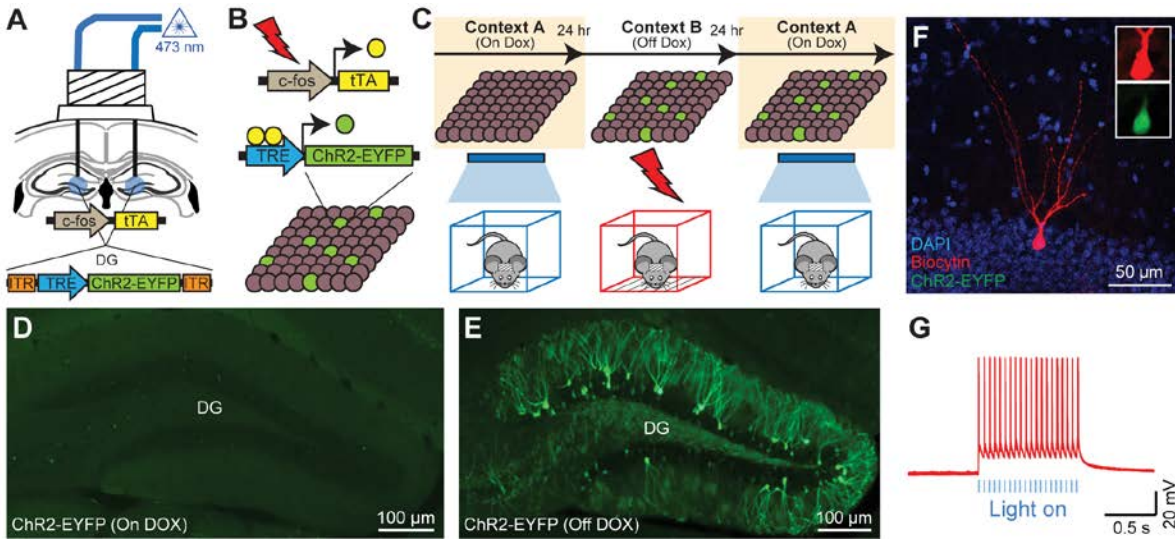 A
473 nm
c-fos
tTA
DG
ITR
TRE
ChR2-EYFP
ITR
B
c-fos
tTA
TRE
ChR2-EYFP
C
Context A
(On Dox)
24 hr
Context B
(Off Dox)
24 hr
Context A
(On Dox)
D
DG
ChR2-EYFP (On DOX)
100 µm
E
DG
ChR2-EYFP (Off DOX)
100 µm
F
DAPI
Biocytin
ChR2-EYFP
50 µm
G
Light on
0.5 s
20 mV